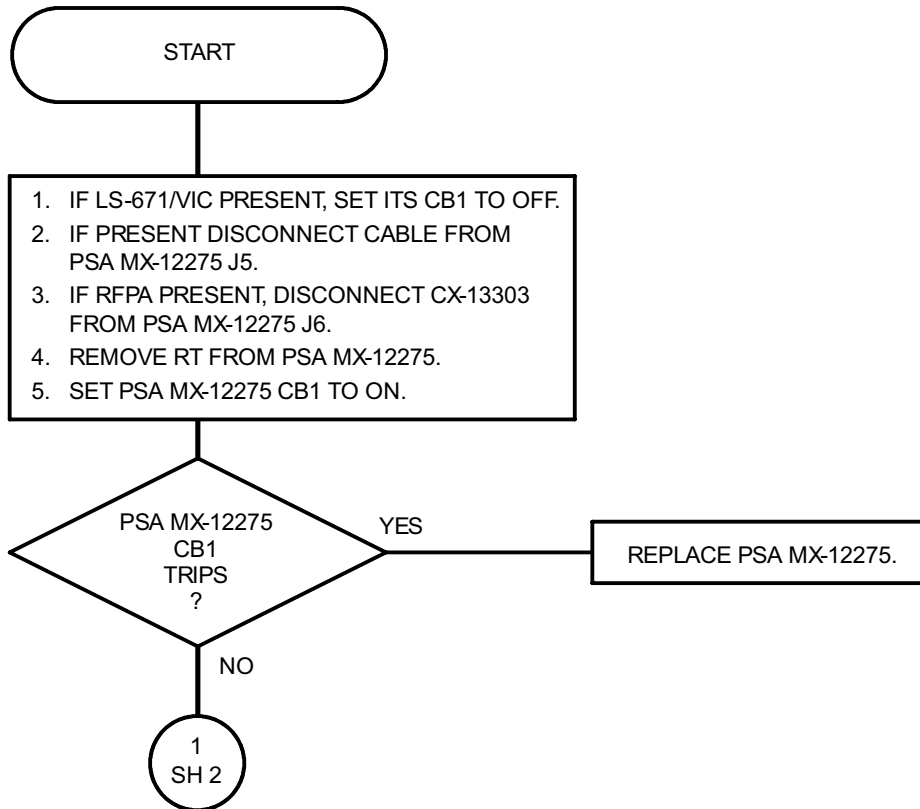 START
1. IF LS-671/VIC PRESENT, SET ITS CB1 TO OFF.
2. IF PRESENT DISCONNECT CABLE FROM
PSA MX-12275 J5.
3. IF RFPA PRESENT, DISCONNECT CX-13303
FROM PSA MX-12275 J6.
4. REMOVE RT FROM PSA MX-12275.
5. SET PSA MX-12275 CB1 TO ON.
PSA MX-12275
CB1
TRIPS
?
YES
REPLACE PSA MX-12275.
NO
1
SH 2